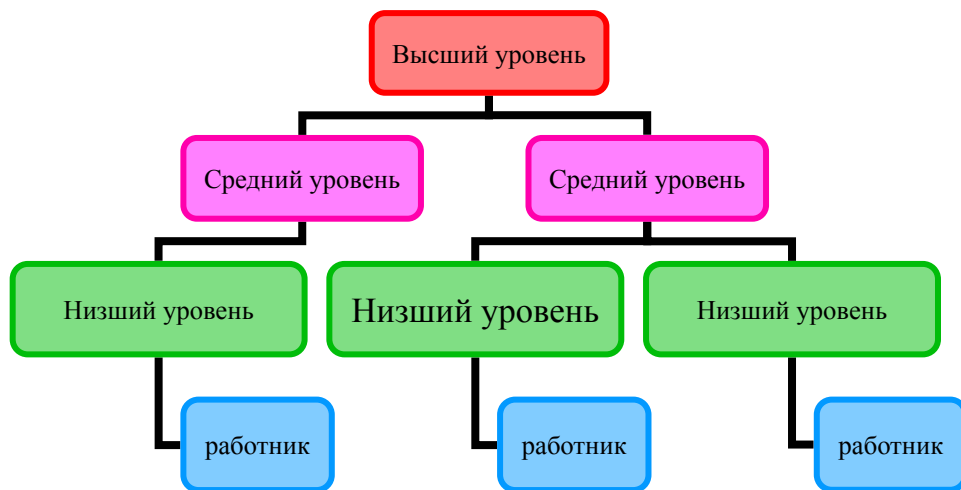 Высший уровень
Средний уровень
Средний уровень
Низший уровень
Низший уровень
Низший уровень
работник
работник
работник